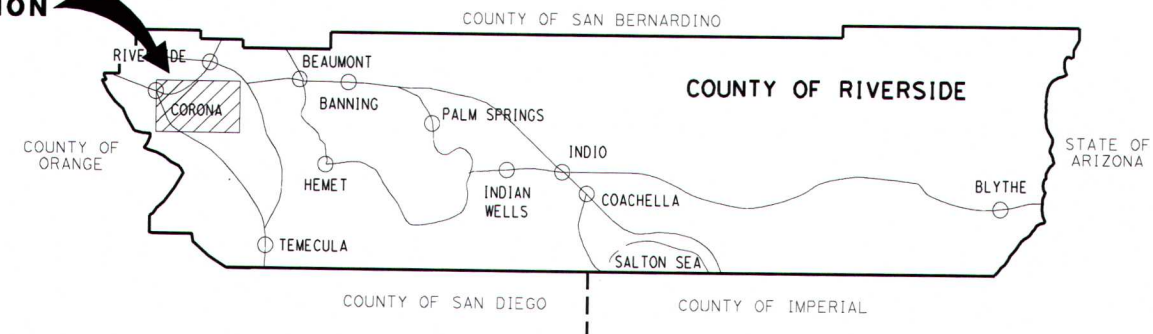 ION
COUNTY OF SAN BERNARDINO
RIVERSIDE
BEAUMONT
BANNING
CORONA
COUNTY OF RIVERSIDE
PALM SPRINGS
COUNTY OF
ORANGE
STATE OF
ARIZONA
INDIO
HEMET
INDIAN
WELLS
COACHELLA
BLYTHE
TEMECULA
SALTON SEA
COUNTY OF SAN DIEGO
COUNTY OF IMPERIAL